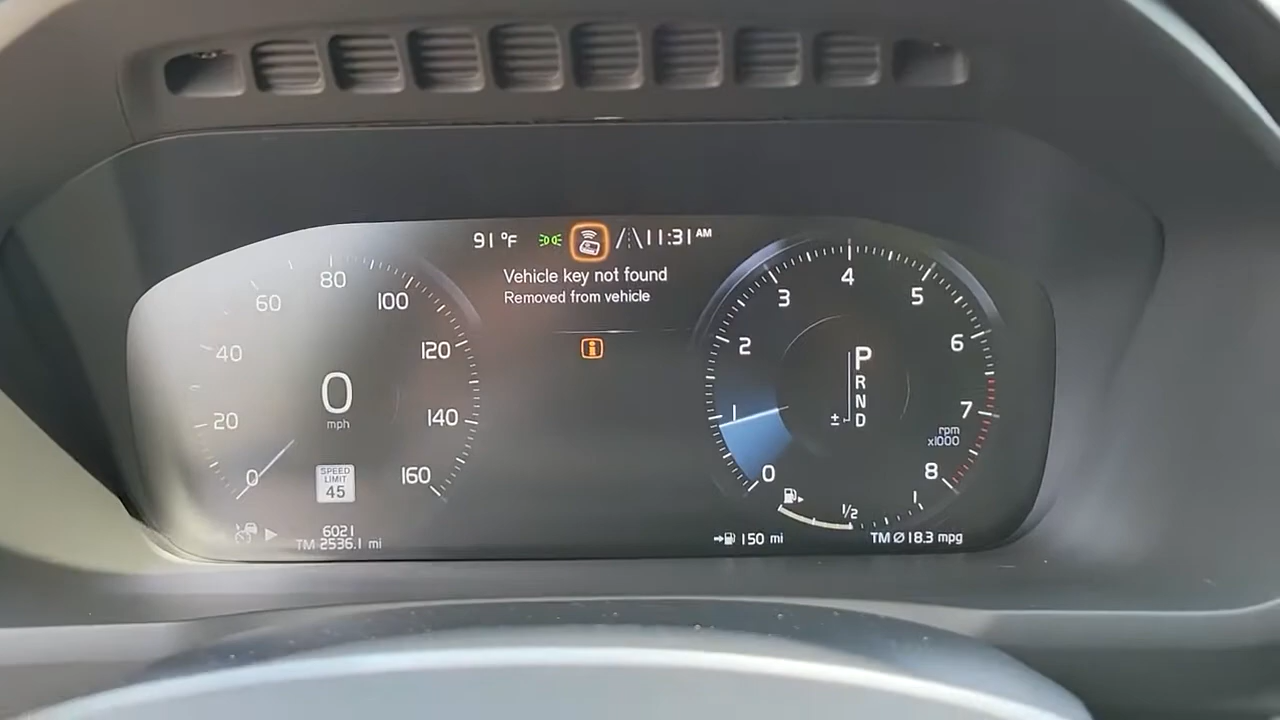 91 °F
11:31 AM
Vehicle key not found
Removed from vehicle
0
20
40
60
80
100
120
140
160
0
mph
SPEED
LIMIT
45
6021
TM 2536.1 mi
0
1
2
3
4
5
6
7
8
P
R
N
± D
rpm
x1000
1/2
1
150 mi
TM Ø 18.3 mpg